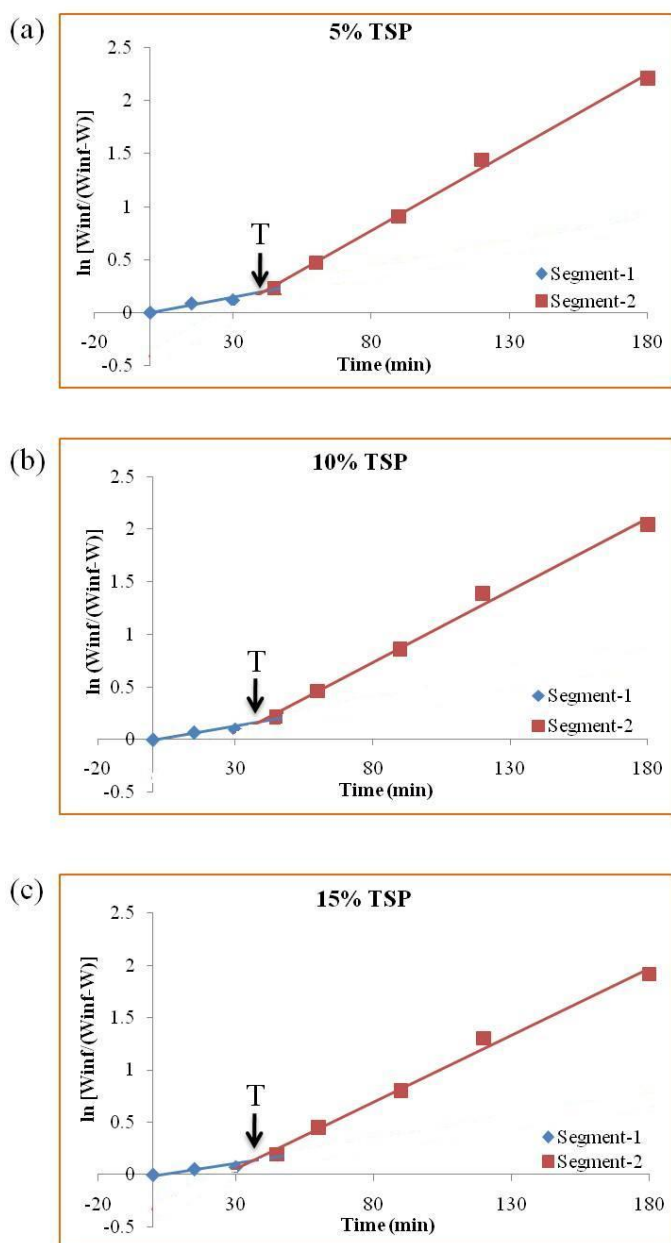 (a)
5% TSP
ln [Winf/(Winf-W)]
2.5
2
1.5
1
0.5
0
-0.5
T
Segment-1
Segment-2
-20 30 80 130 180
Time (min)
(b)
10% TSP
ln (Winf/(Winf-W)]
2.5
2
1.5
1
0.5
0
-0.5
T
Segment-1
Segment-2
-20 30 80 130 180
Time (min)
(c)
15% TSP
ln [Winf/(Winf-W)]
2.5
2
1.5
1
0.5
0
-0.5
T
Segment-1
Segment-2
-20 30 80 130 180
Time (min)